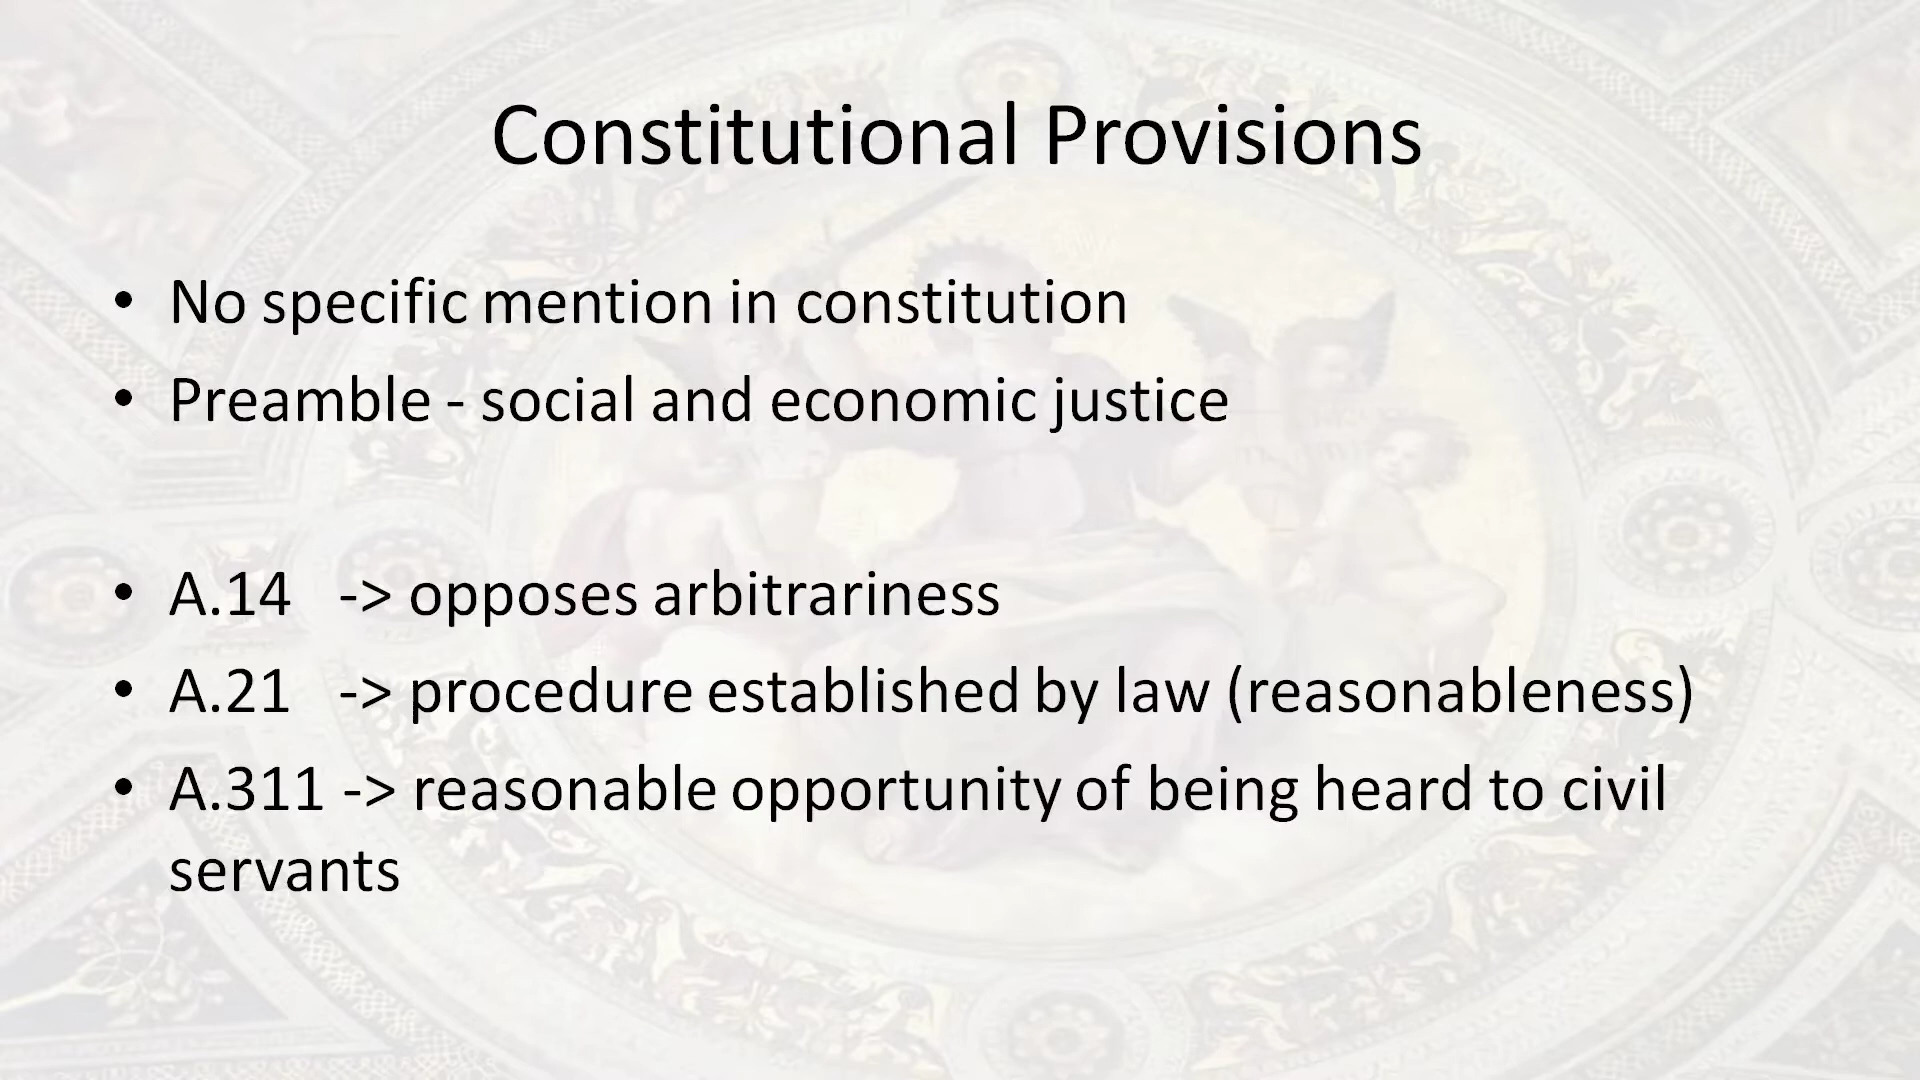 Constitutional Provisions
• No specific mention in constitution
• Preamble - social and economic justice
• A.14 -> opposes arbitrariness
• A.21 -> procedure established by law (reasonableness)
• A.311 -> reasonable opportunity of being heard to civil
servants